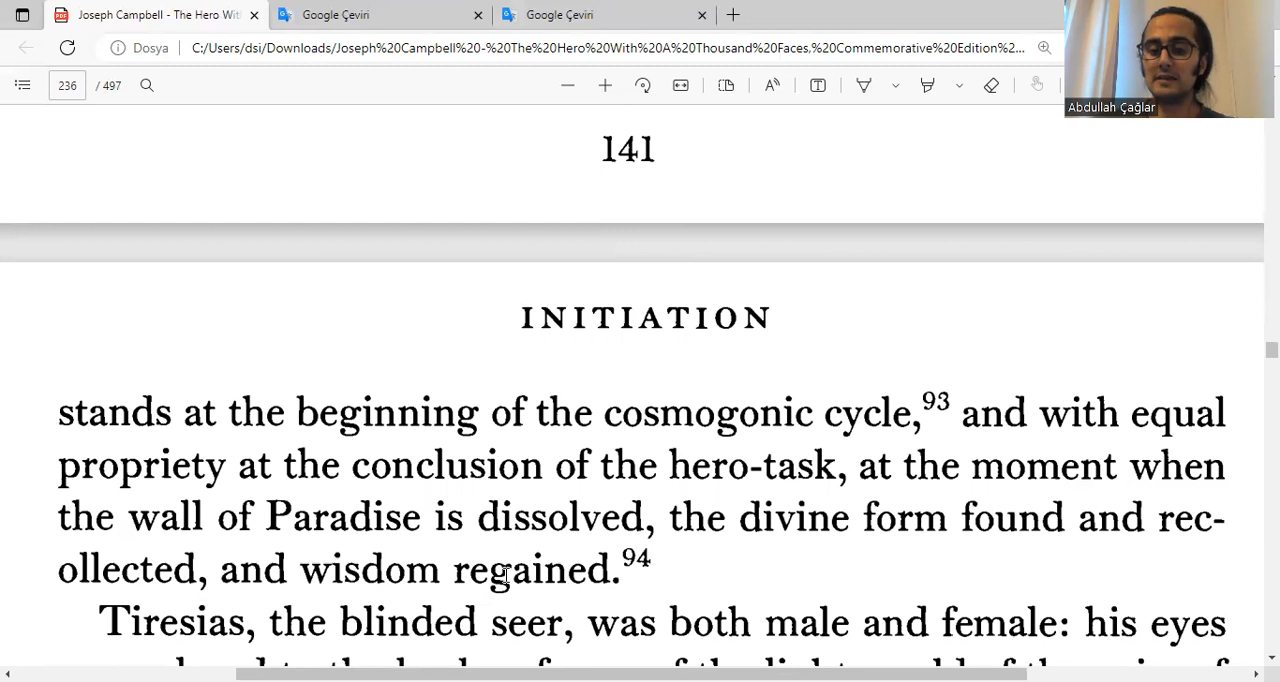 Joseph Campbell - The Hero Wit
Google Çeviri
Google Çeviri
Dosya
C:/Users/dsi/Downloads/Joseph%20Campbell%20-%20The%20Hero%20With%20A%20Thousand%20Faces,%20Commemorative%20Edition%20...
236 / 497
Abdullah Çağlar
141
INITIATION
stands at the beginning of the cosmogonic cycle,93 and with equal
propriety at the conclusion of the hero-task, at the moment when
the wall of Paradise is dissolved, the divine form found and rec-
ollected, and wisdom regained.94
Tiresias, the blinded seer, was both male and female: his eyes